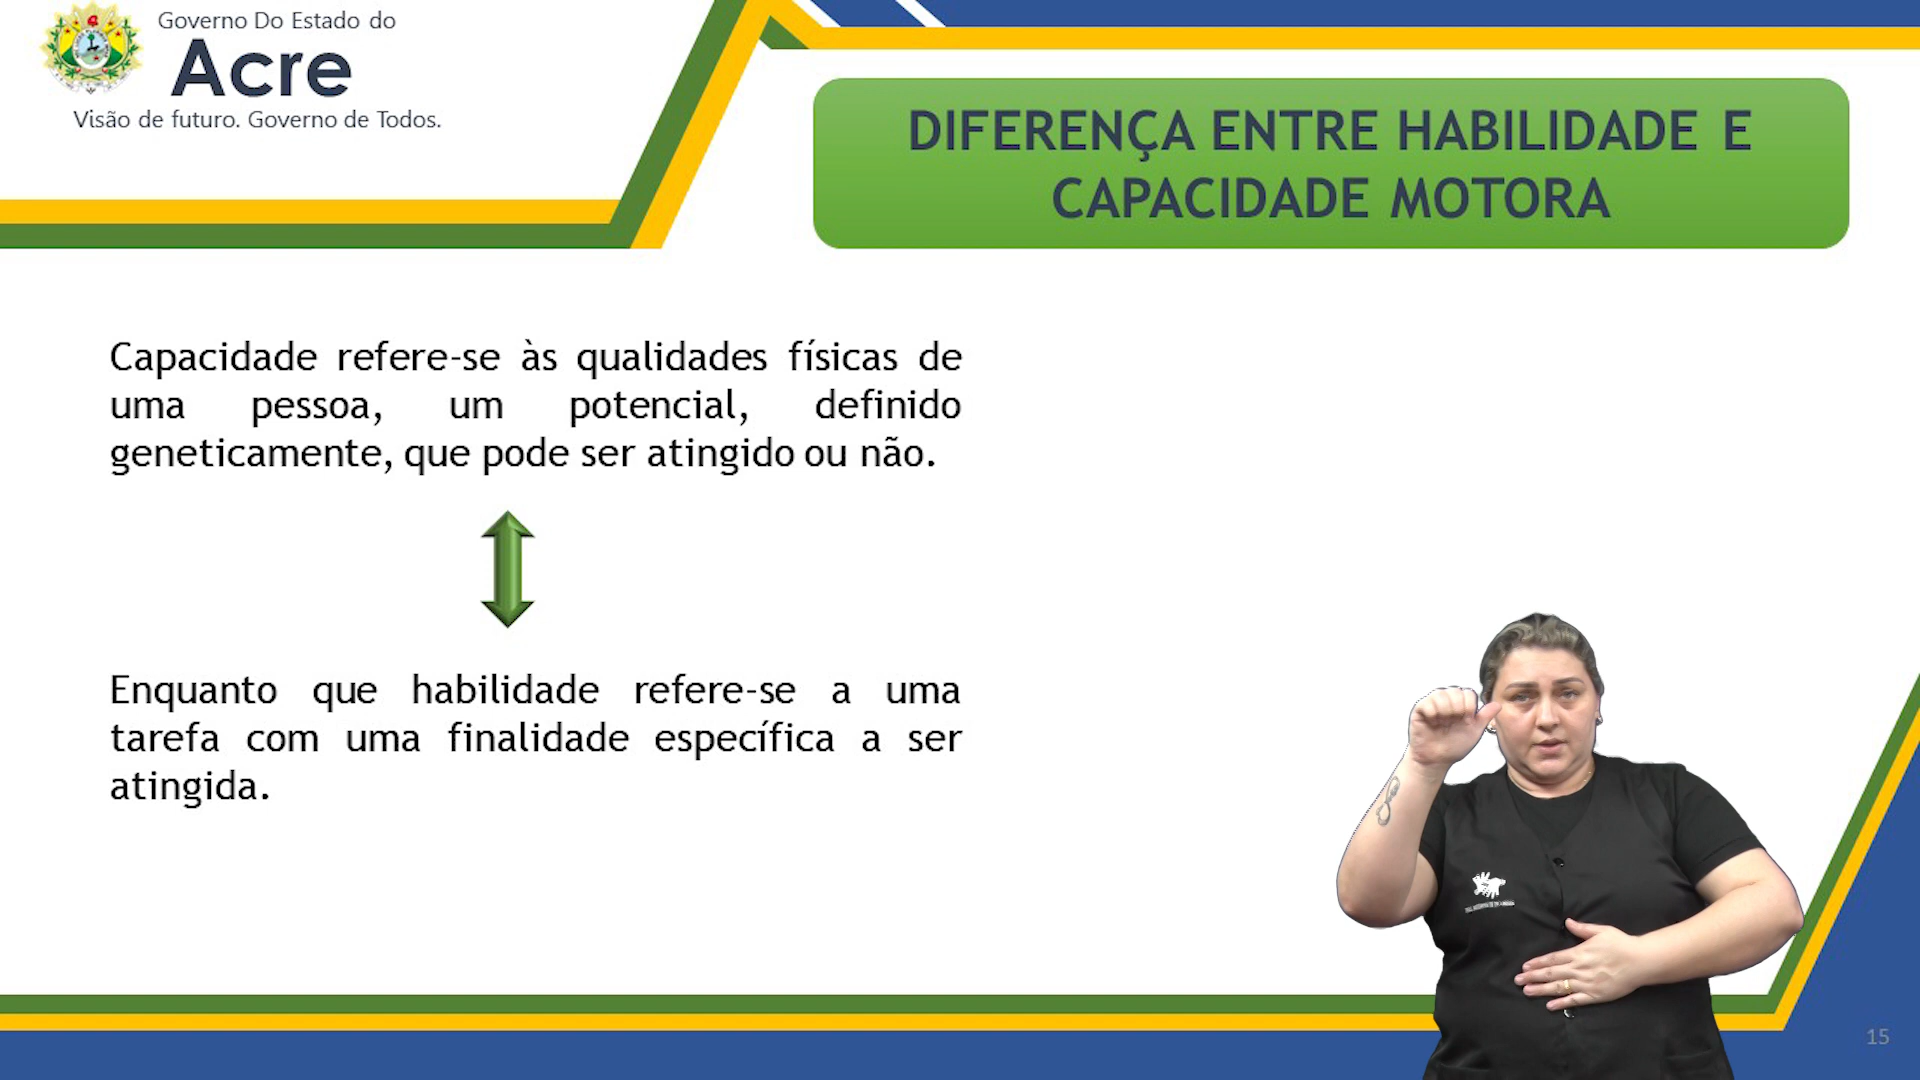 Governo Do Estado do
Acre
Visão de futuro. Governo de Todos.
DIFERENÇA ENTRE HABILIDADE E
CAPACIDADE MOTORA
Capacidade refere-se às qualidades físicas de
uma pessoa, um potencial, definido
geneticamente, que pode ser atingido ou não.
Enquanto que habilidade refere-se a uma
tarefa com uma finalidade específica a ser
atingida.
15